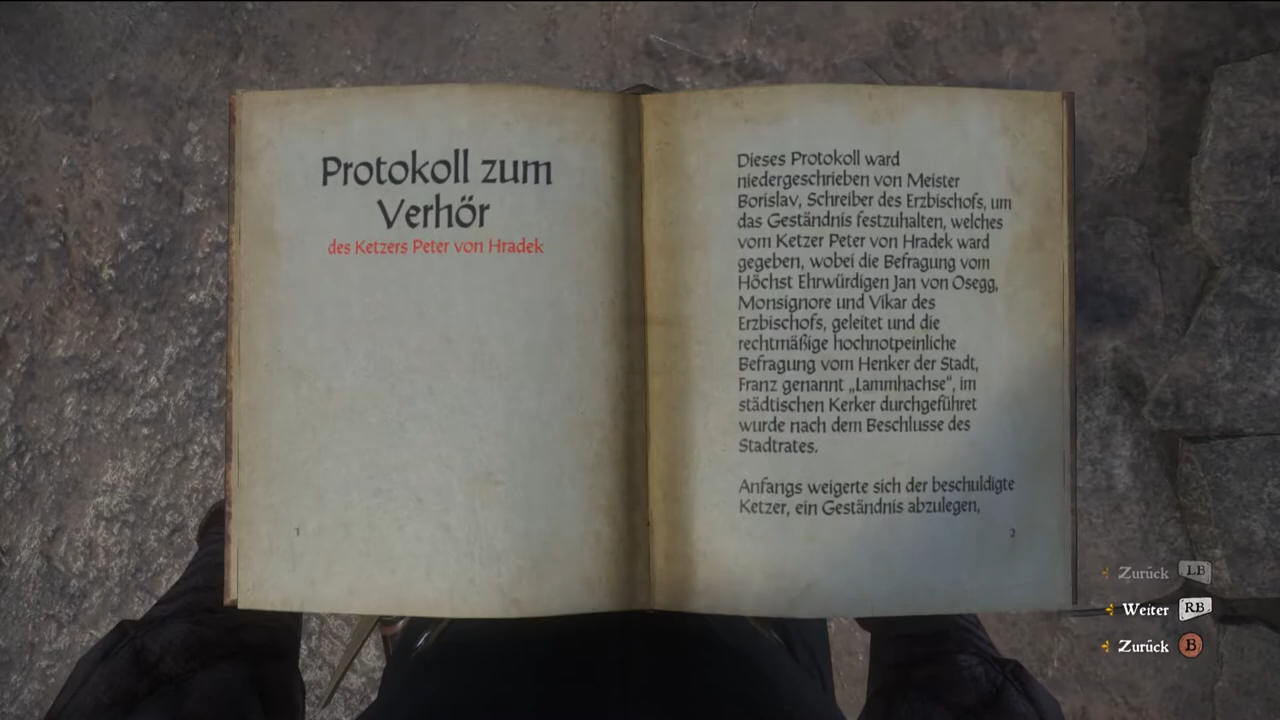 Protokoll zum
Verhör
des Ketzers Peter von Hradek
1
Dieses Protokoll ward
niedergeschrieben von Meister
Borislav, Schreiber des Erzbischofs, um
das Geständnis festzuhalten, welches
vom Ketzer Peter von Hradek ward
gegeben, wobei die Befragung vom
Höchst Ehrwürdigen Jan von Osegg,
Monsignore und Vikar des
Erzbischofs, geleitet und die
rechtmäßige hochnotpeinliche
Befragung vom Henker der Stadt,
Franz genannt „Lammhachse“, im
städtischen Kerker durchgeführt
wurde nach dem Beschlusse des
Stadtrates.
Anfangs weigerte sich der beschuldigte
Ketzer, ein Geständnis abzulegen,
2
Zurück LB
Weiter RB
Zurück B